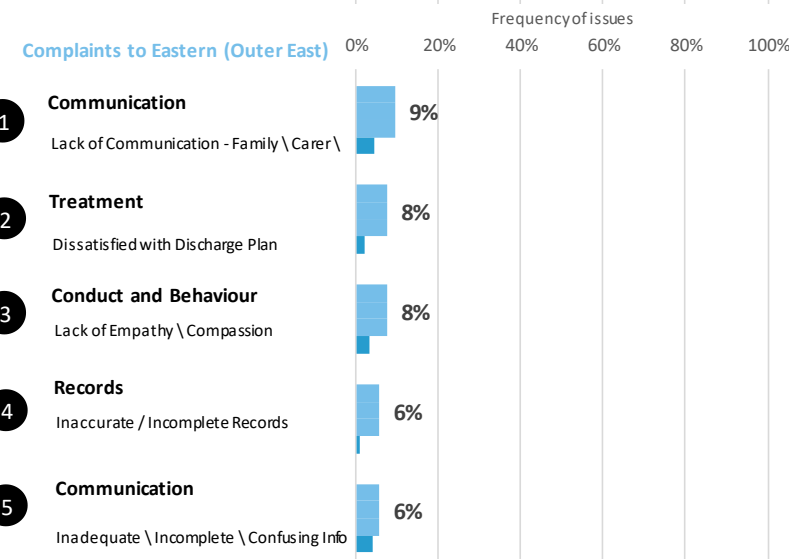 Frequency of issues
Complaints to Eastern (Outer East) 0% 20% 40% 60% 80% 100%
1 Communication 9%
Lack of Communication - Family \ Carer \
2 Treatment 8%
Dissatisfied with Discharge Plan
3 Conduct and Behaviour 8%
Lack of Empathy \ Compassion
4 Records 6%
Inaccurate / Incomplete Records
5 Communication 6%
Inadequate \ Incomplete \ Confusing Info